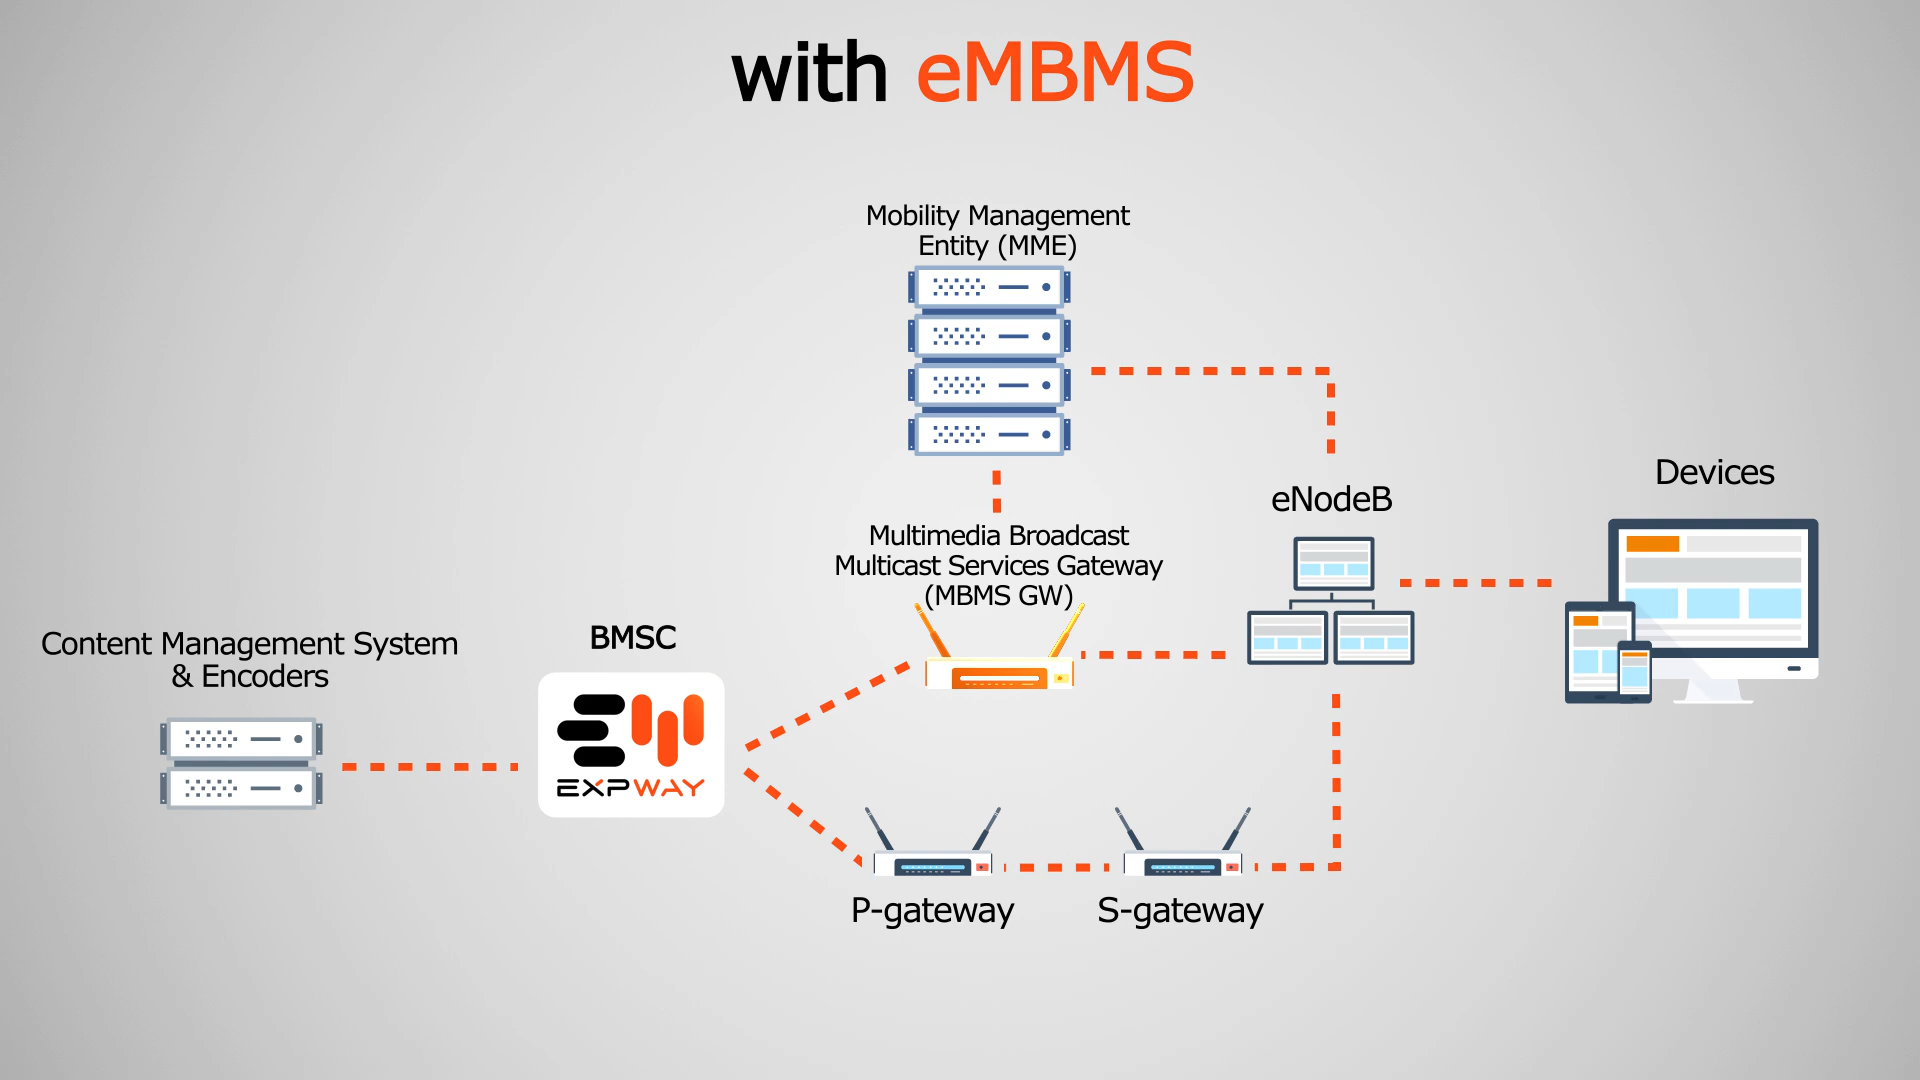 with eMBMS
Mobility Management
Entity (MME)
Multimedia Broadcast
Multicast Services Gateway
(MBMS GW)
eNodeB
Devices
Content Management System
& Encoders
BMSC
EXPWAY
P-gateway
S-gateway